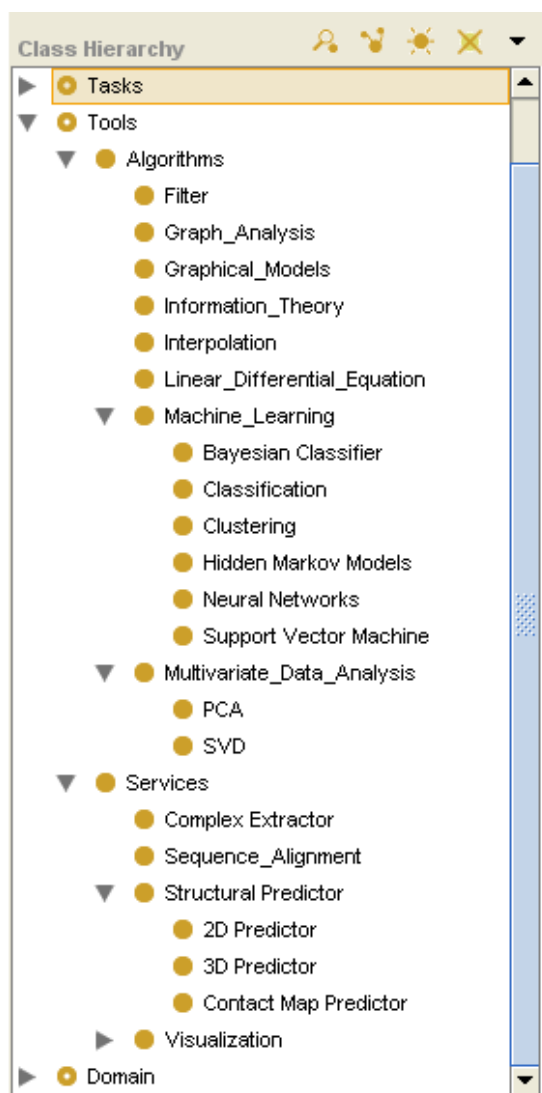 Class Hierarchy
Tasks
Tools
Algorithms
Filter
Graph_Analysis
Graphical_Models
Information_Theory
Interpolation
Linear_Differential_Equation
Machine_Learning
Bayesian Classifier
Classification
Clustering
Hidden Markov Models
Neural Networks
Support Vector Machine
Multivariate_Data_Analysis
PCA
SVD
Services
Complex Extractor
Sequence_Alignment
Structural Predictor
2D Predictor
3D Predictor
Contact Map Predictor
Visualization
Domain